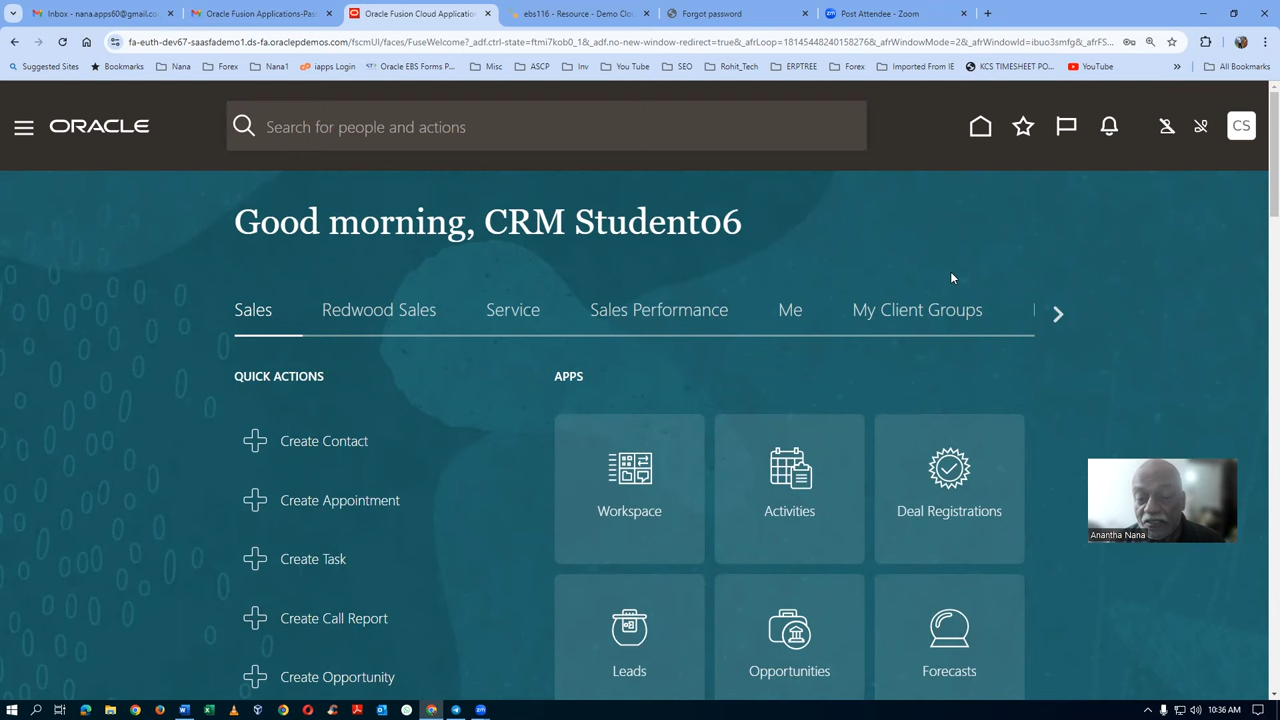 Inbox - nana.apps60@gmail.co
Oracle Fusion Sales-Pas
Oracle Fusion Cloud Applicatio
ebs116 - Resource - Demo Clo
Forgot password
Post Attendee - Zoom
fa-euth-dev67-saasfademo1.ds-fa.oraclepdemos.com/fscmUI/faces/FuseWelcome?_adf.ctrl-state=ftmi7kob0_1&_adf.no-new-window-redirect=true&_afrLoop=18145448240158276&_afrWindowMode=2&_afrWindowId=ibuo3smfg&_afrFS...
Suggested Sites
Bookmarks
Nana
Forex
Nana1
iapps Login
Oracle EBS Forms P...
Misc
ASCP
Inv
You Tube
SEO
Rohit_Tech
ERPTREE
Forex
Imported From IE
KCS TIMESHEET PO...
YouTube
All Bookmarks
ORACLE
Search for people and actions
CS
Good morning, CRM Student06
Sales
Redwood Sales
Service
Sales Performance
Me
My Client Groups
QUICK ACTIONS
APPS
Create Contact
Create Appointment
Create Task
Create Call Report
Create Opportunity
Workspace
Activities
Deal Registrations
Leads
Opportunities
Forecasts
Anantha Nana
10:36 AM